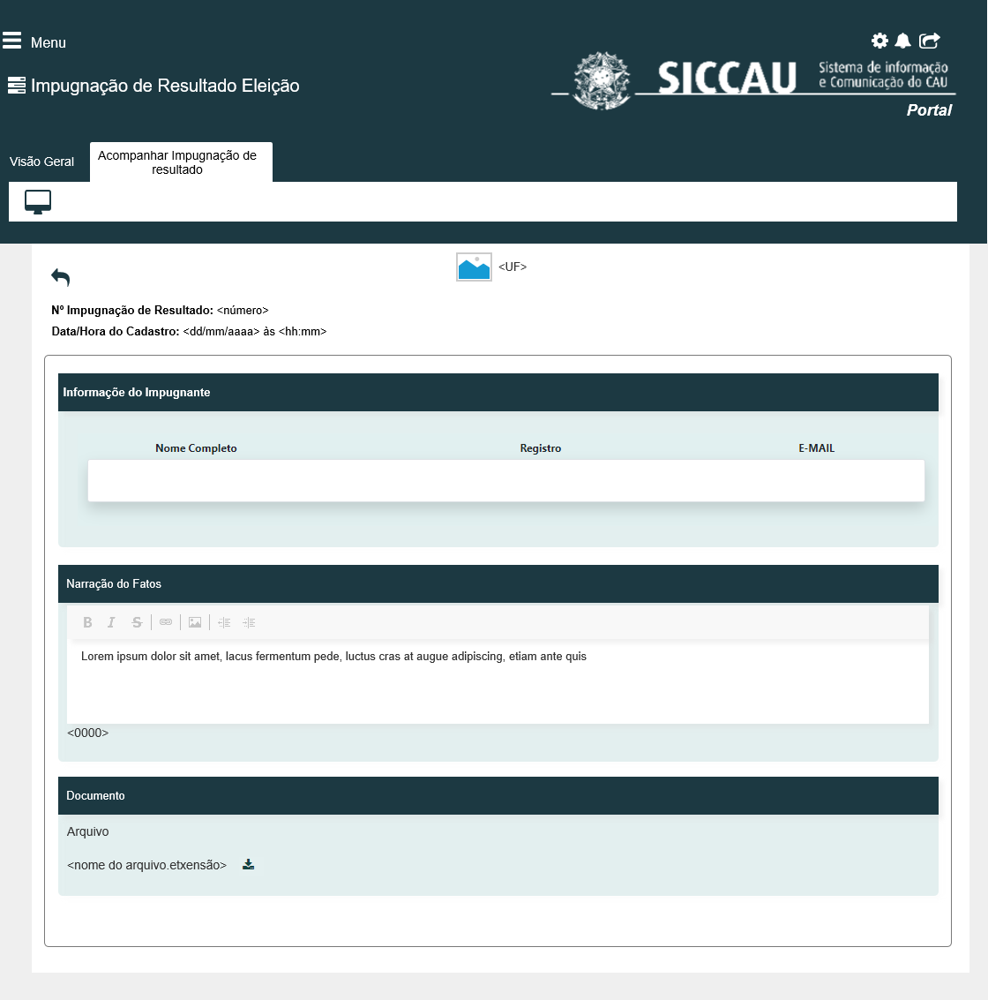 Menu
Impugnação de Resultado Eleição
SICCAU
Sistema de informação
e Comunicação do CAU
Portal
Visão Geral
Acompanhar Impugnação de
resultado
<UF>
Nº Impugnação de Resultado: <número>
Data/Hora do Cadastro: <dd/mm/aaaa> às <hh:mm>
Informaçõe do Impugnante
Nome Completo Registro E-MAIL
Narração do Fatos
B I S
Lorem ipsum dolor sit amet, lacus fermentum pede, luctus cras at augue adipiscing, etiam ante quis
<0000>
Documento
Arquivo
<nome do arquivo.etxensão>